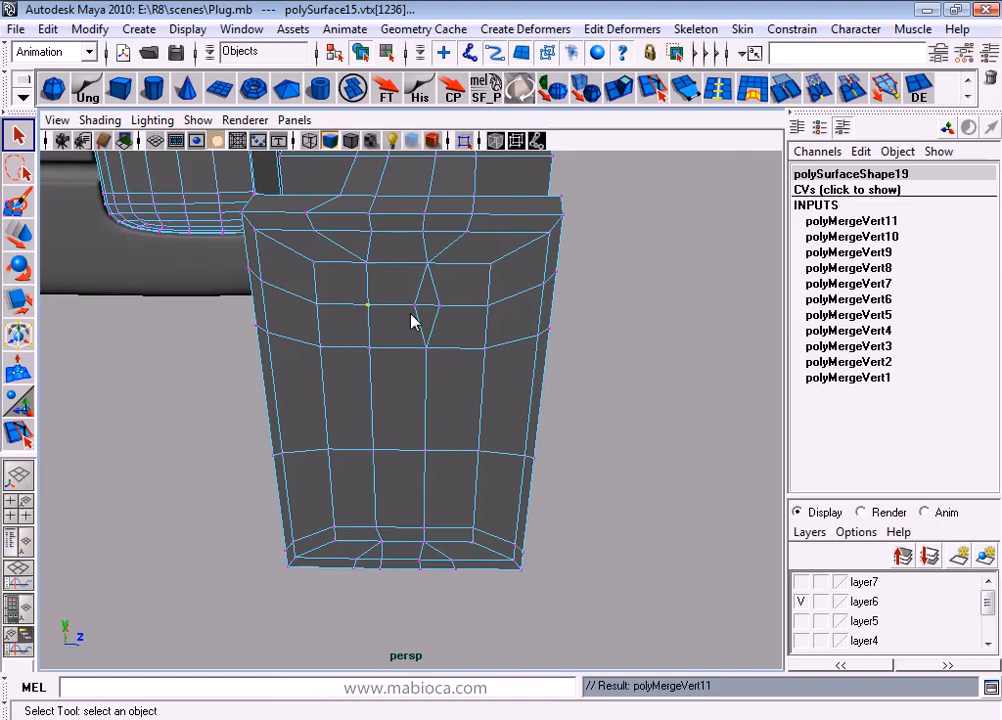 Autodesk Maya 2010: E:\R8\scenes\Plug.mb --- polySurface15.vtx[1236]...
File Edit Modify Create Display Window Assets Animate Geometry Cache Create Deformers Edit Deformers Skeleton Skin Constrain Character Muscle Help
Animation Objects
Ung FT His mel SF_P CP DE
View Shading Lighting Show Renderer Panels
Channels Edit Object Show
polySurfaceShape19
CVs (click to show)
INPUTS
polyMergeVert11
polyMergeVert10
polyMergeVert9
polyMergeVert8
polyMergeVert7
polyMergeVert6
polyMergeVert5
polyMergeVert4
polyMergeVert3
polyMergeVert2
polyMergeVert1
Display Render Anim
Layers Options Help
layer7
V layer6
layer5
layer4
<< >>
y z
persp
MEL www.mabioca.com // Result: polyMergeVert11
Select Tool: select an object